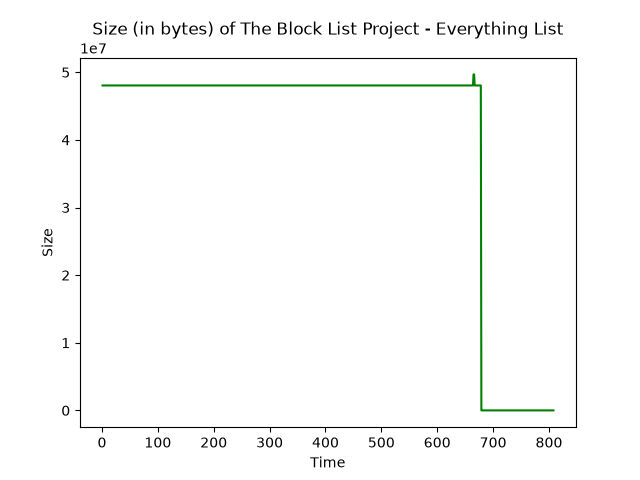 Size (in bytes) of The Block List Project - Everything List
1e7
5
4
3
2
1
0
Size
0 100 200 300 400 500 600 700 800
Time